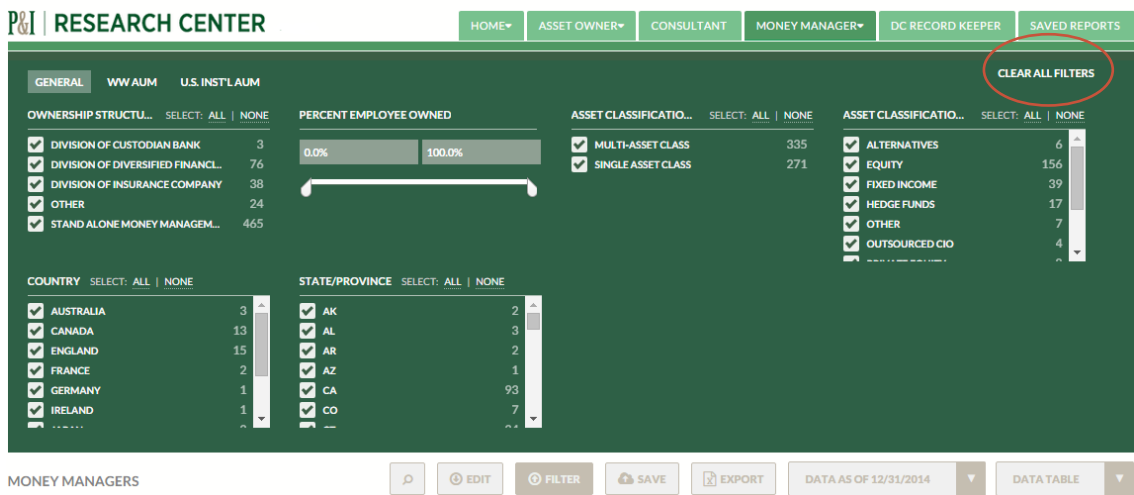 P&I | RESEARCH CENTER
HOME ASSET OWNER CONSULTANT MONEY MANAGER DC RECORD KEEPER SAVED REPORTS
CLEAR ALL FILTERS
GENERAL WW AUM U.S. INST'L AUM
OWNERSHIP STRUCTU... SELECT: ALL | NONE
DIVISION OF CUSTODIAN BANK 3
DIVISION OF DIVERSIFIED FINANCI... 76
DIVISION OF INSURANCE COMPANY 38
OTHER 24
STAND ALONE MONEY MANAGEM... 465
PERCENT EMPLOYEE OWNED
0.0% 100.0%
ASSET CLASSIFICATIO... SELECT: ALL | NONE
MULTI-ASSET CLASS 335
SINGLE ASSET CLASS 271
ASSET CLASSIFICATIO... SELECT: ALL | NONE
ALTERNATIVES 6
EQUITY 156
FIXED INCOME 39
HEDGE FUNDS 17
OTHER 7
OUTSOURCED CIO 4
COUNTRY SELECT: ALL | NONE
AUSTRALIA 3
CANADA 13
ENGLAND 15
FRANCE 2
GERMANY 1
IRELAND 1
STATE/PROVINCE SELECT: ALL | NONE
AK 2
AL 3
AR 2
AZ 1
CA 93
CO 7
MONEY MANAGERS
EDIT FILTER SAVE EXPORT DATA AS OF 12/31/2014 DATA TABLE